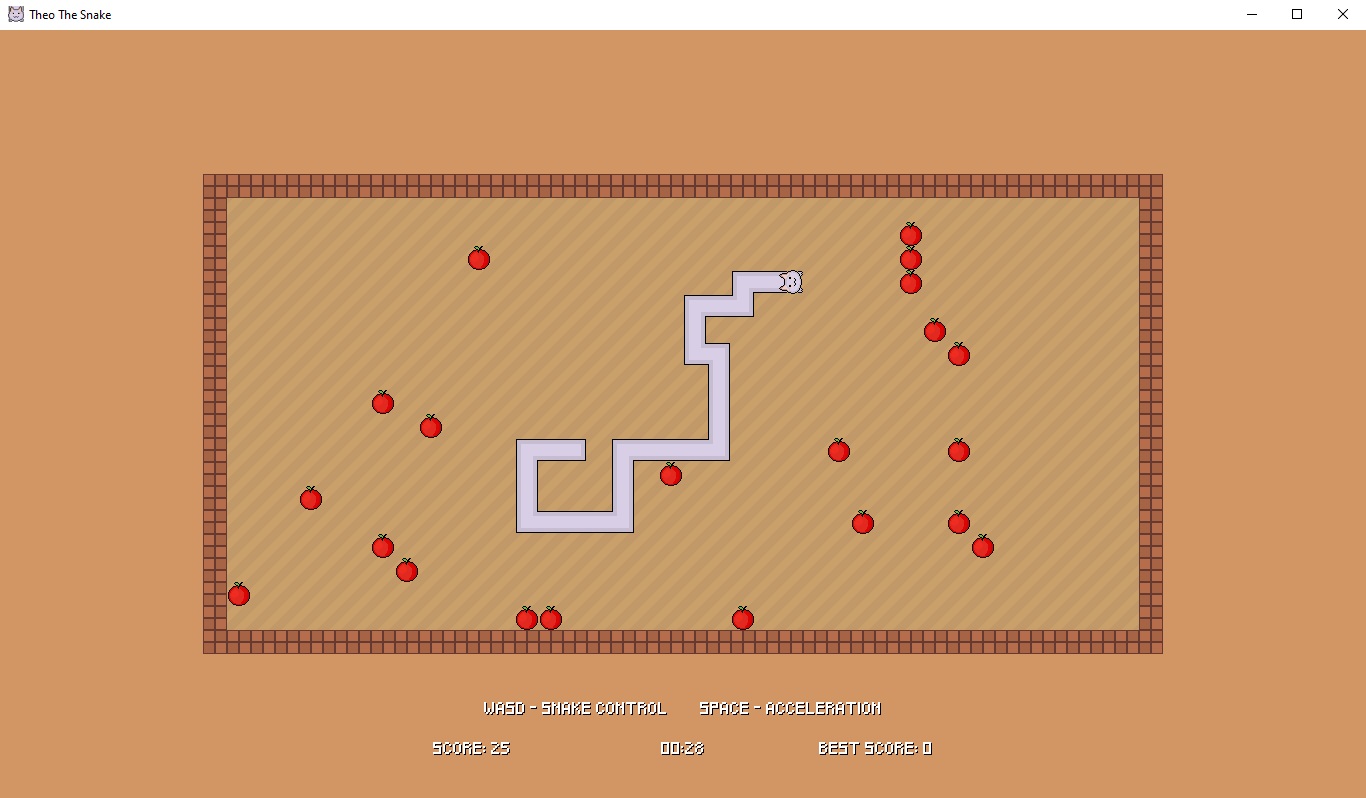 Theo The Snake
WASD - SNAKE CONTROL SPACE - ACCELERATION
SCORE: 25 00:28 BEST SCORE: 0